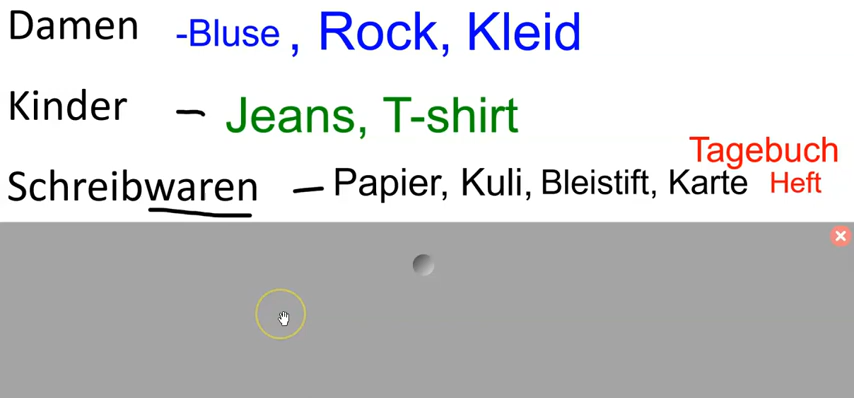 Damen -Bluse, Rock, Kleid
Kinder – Jeans, T-shirt
Tagebuch
Schreibwaren – Papier, Kuli, Bleistift, Karte Heft